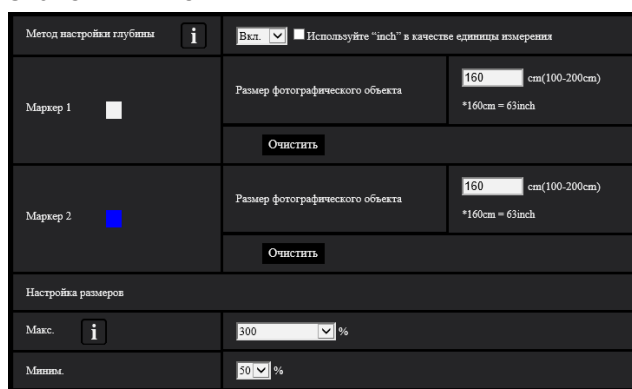 Метод настройки глубины i Вкл. Используйте “inch” в качестве единицы измерения
Маркер 1
Размер фотографического объекта
160 cm(100-200cm)
*160cm = 63inch
Очистить
Маркер 2
Размер фотографического объекта
160 cm(100-200cm)
*160cm = 63inch
Очистить
Настройка размеров
Макс. i 300 %
Миним. 50 %